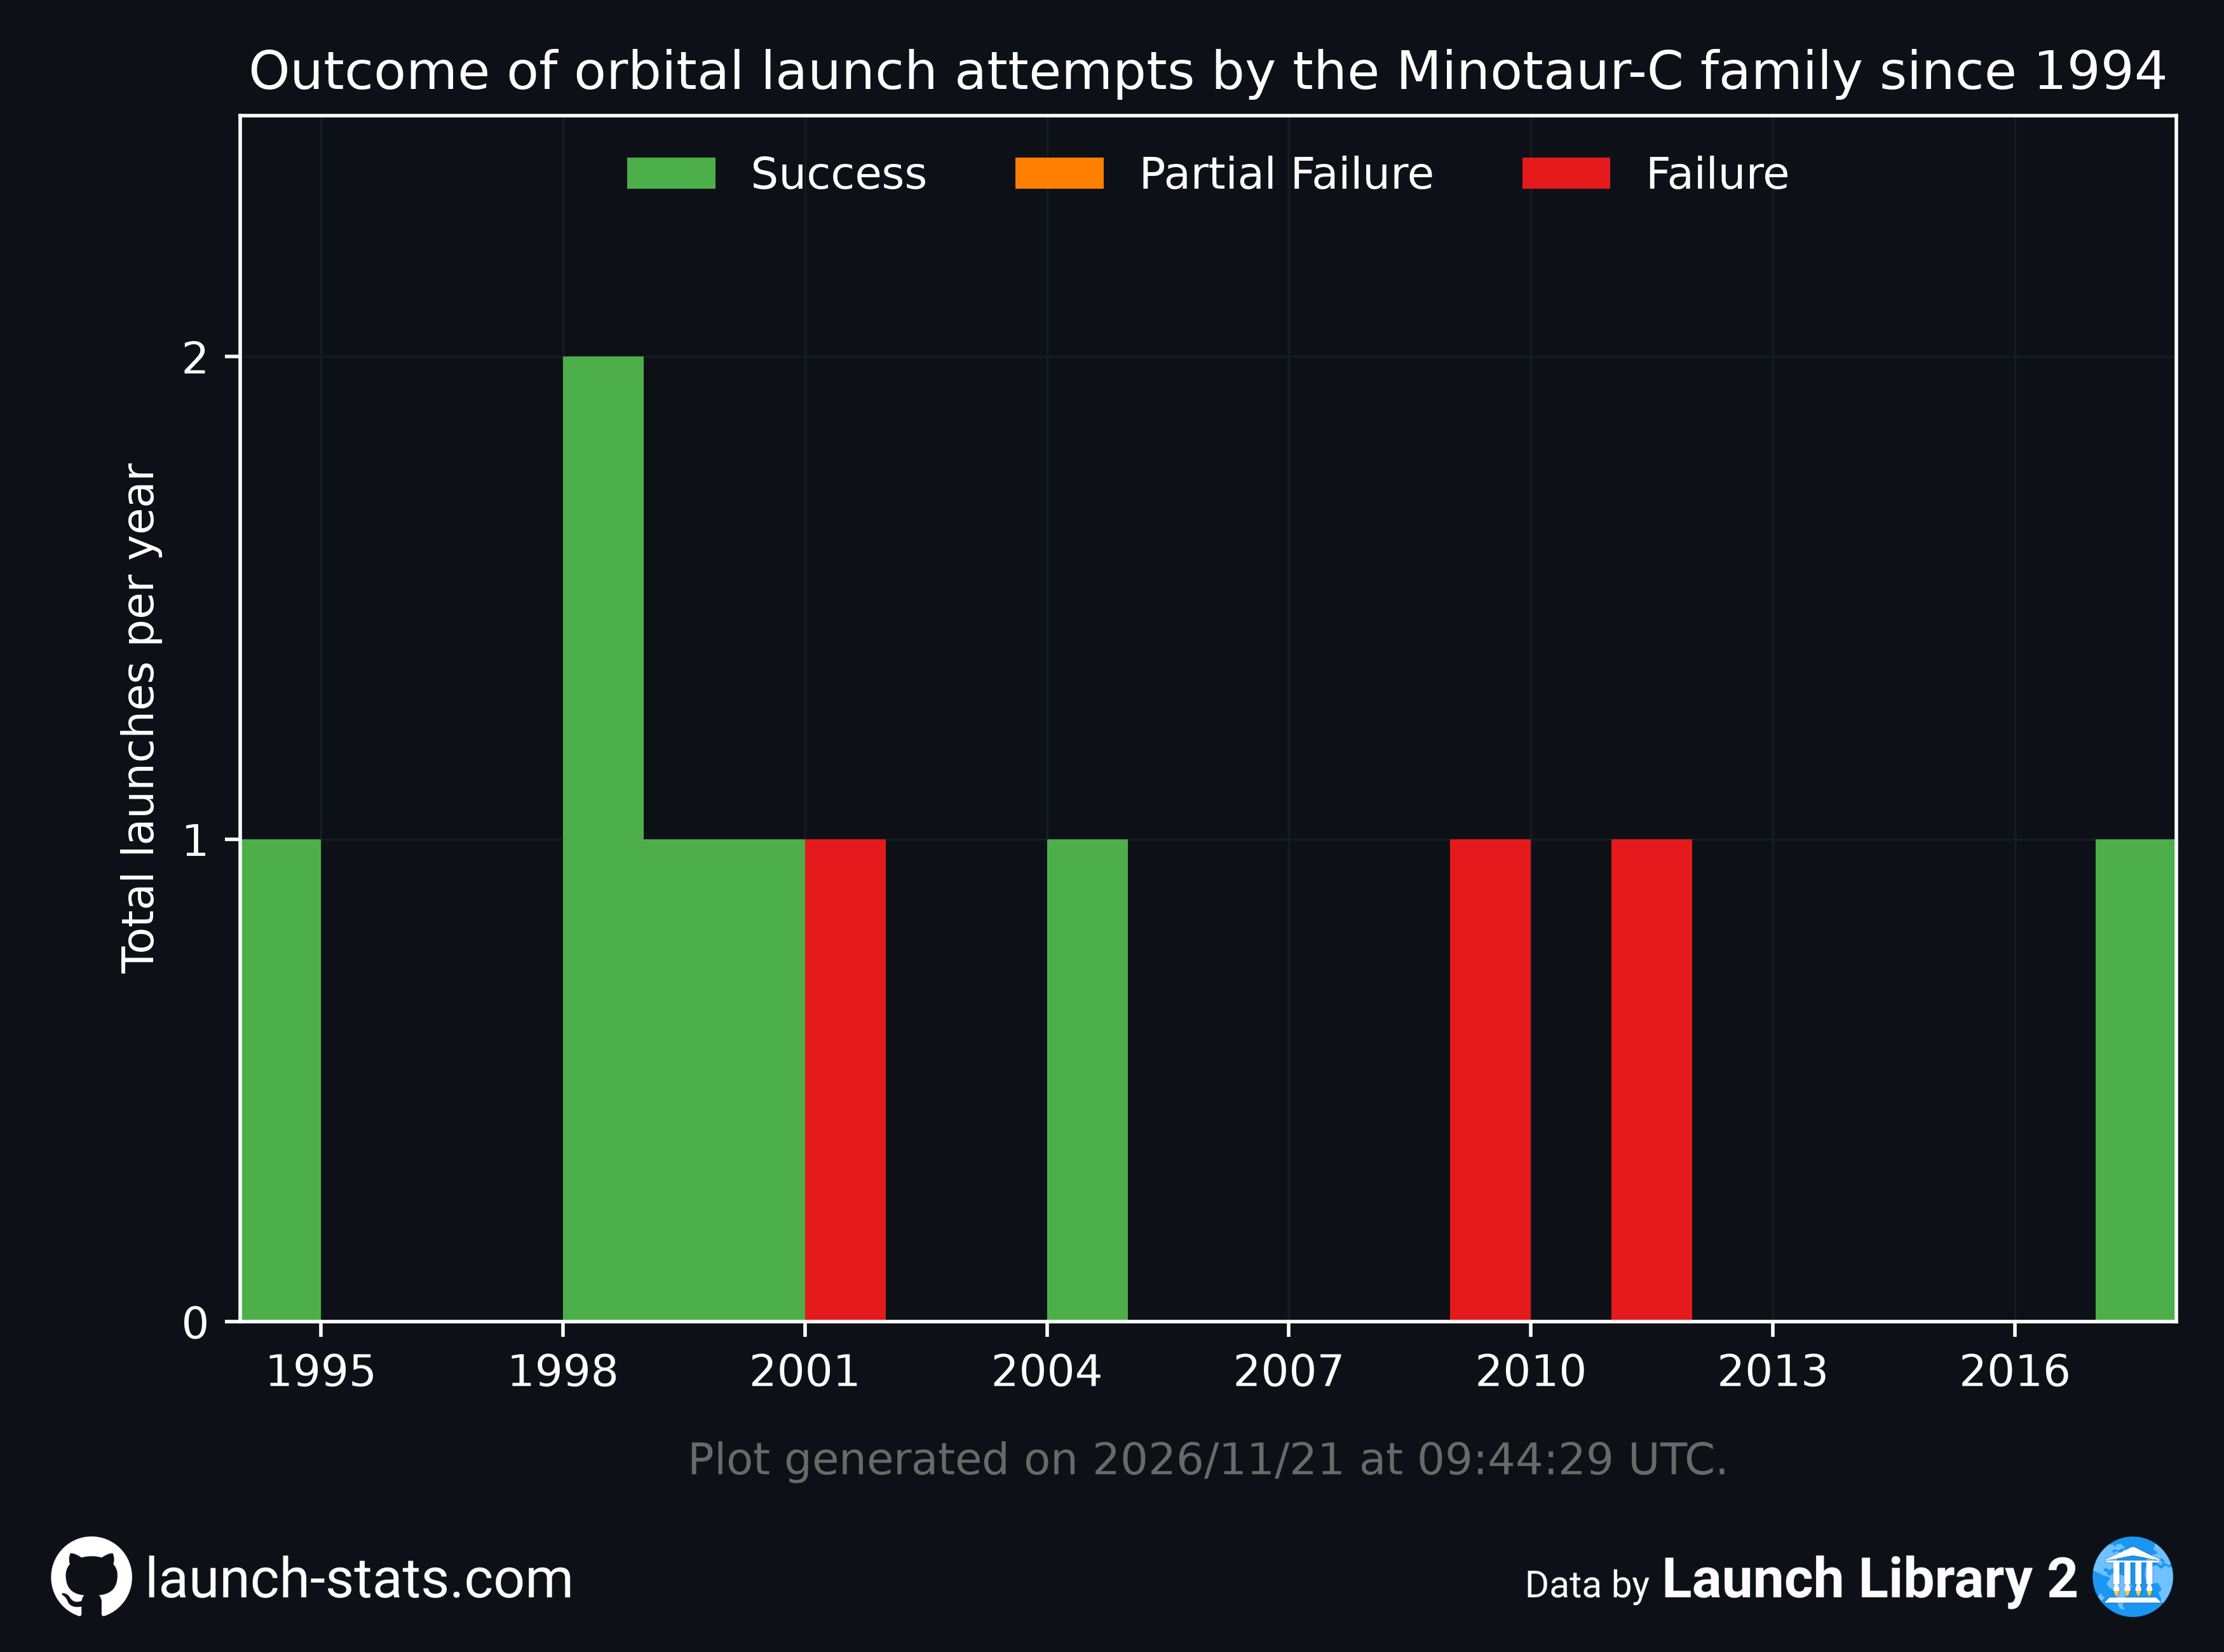 Outcome of orbital launch attempts by the Minotaur-C family since 1994
Success
Partial Failure
Failure
Total launches per year
2
1
0
1995
1998
2001
2004
2007
2010
2013
2016
Plot generated on 2026/11/21 at 09:44:29 UTC.
launch-stats.com
Data by Launch Library 2